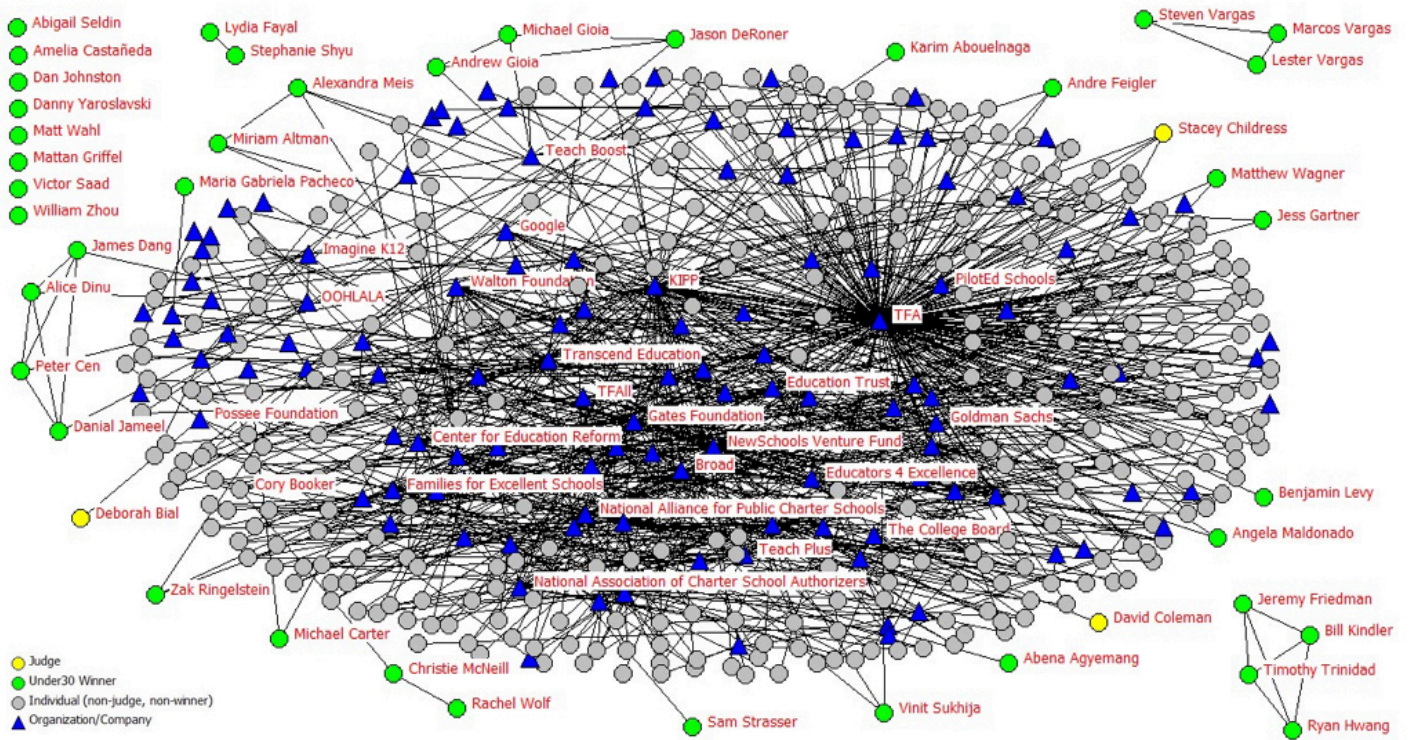 Abigail Seldin
Amelia Castañeda
Dan Johnston
Danny Yaroslavski
Matt Wahl
Mattan Griffel
Victor Saad
William Zhou
Lydia Fayal
Stephanie Shyu
Michael Gioia
Jason DeRoner
Andrew Gioia
Karim Abouelnaga
Steven Vargas
Marcos Vargas
Lester Vargas
Alexandra Meis
Andre Feigler
Miriam Altman
Teach Boost
Stacey Childress
Maria Gabriela Pacheco
Matthew Wagner
Jess Gartner
James Dang
Google
Imagine K12
Alice Dinu
OOHLALA
Walton Foundation
KIPP
PilotEd Schools
TFA
Peter Cen
Transcend Education
TFAll
Education Trust
Danial Jameel
Possee Foundation
Gates Foundation
Goldman Sachs
Center for Education Reform
NewSchools Venture Fund
Broad
Cory Booker
Families for Excellent Schools
Educators 4 Excellence
Benjamin Levy
Deborah Bial
National Alliance for Public Charter Schools
The College Board
Angela Maldonado
Teach Plus
Zak Ringelstein
National Association of Charter School Authorizers
Michael Carter
David Coleman
Jeremy Friedman
Bill Kindler
Timothy Trinidad
Ryan Hwang
Christie McNeill
Rachel Wolf
Abena Agyemang
Vinit Sukhija
Sam Strasser
Judge
Under30 Winner
Individual (non-judge, non-winner)
Organization/Company